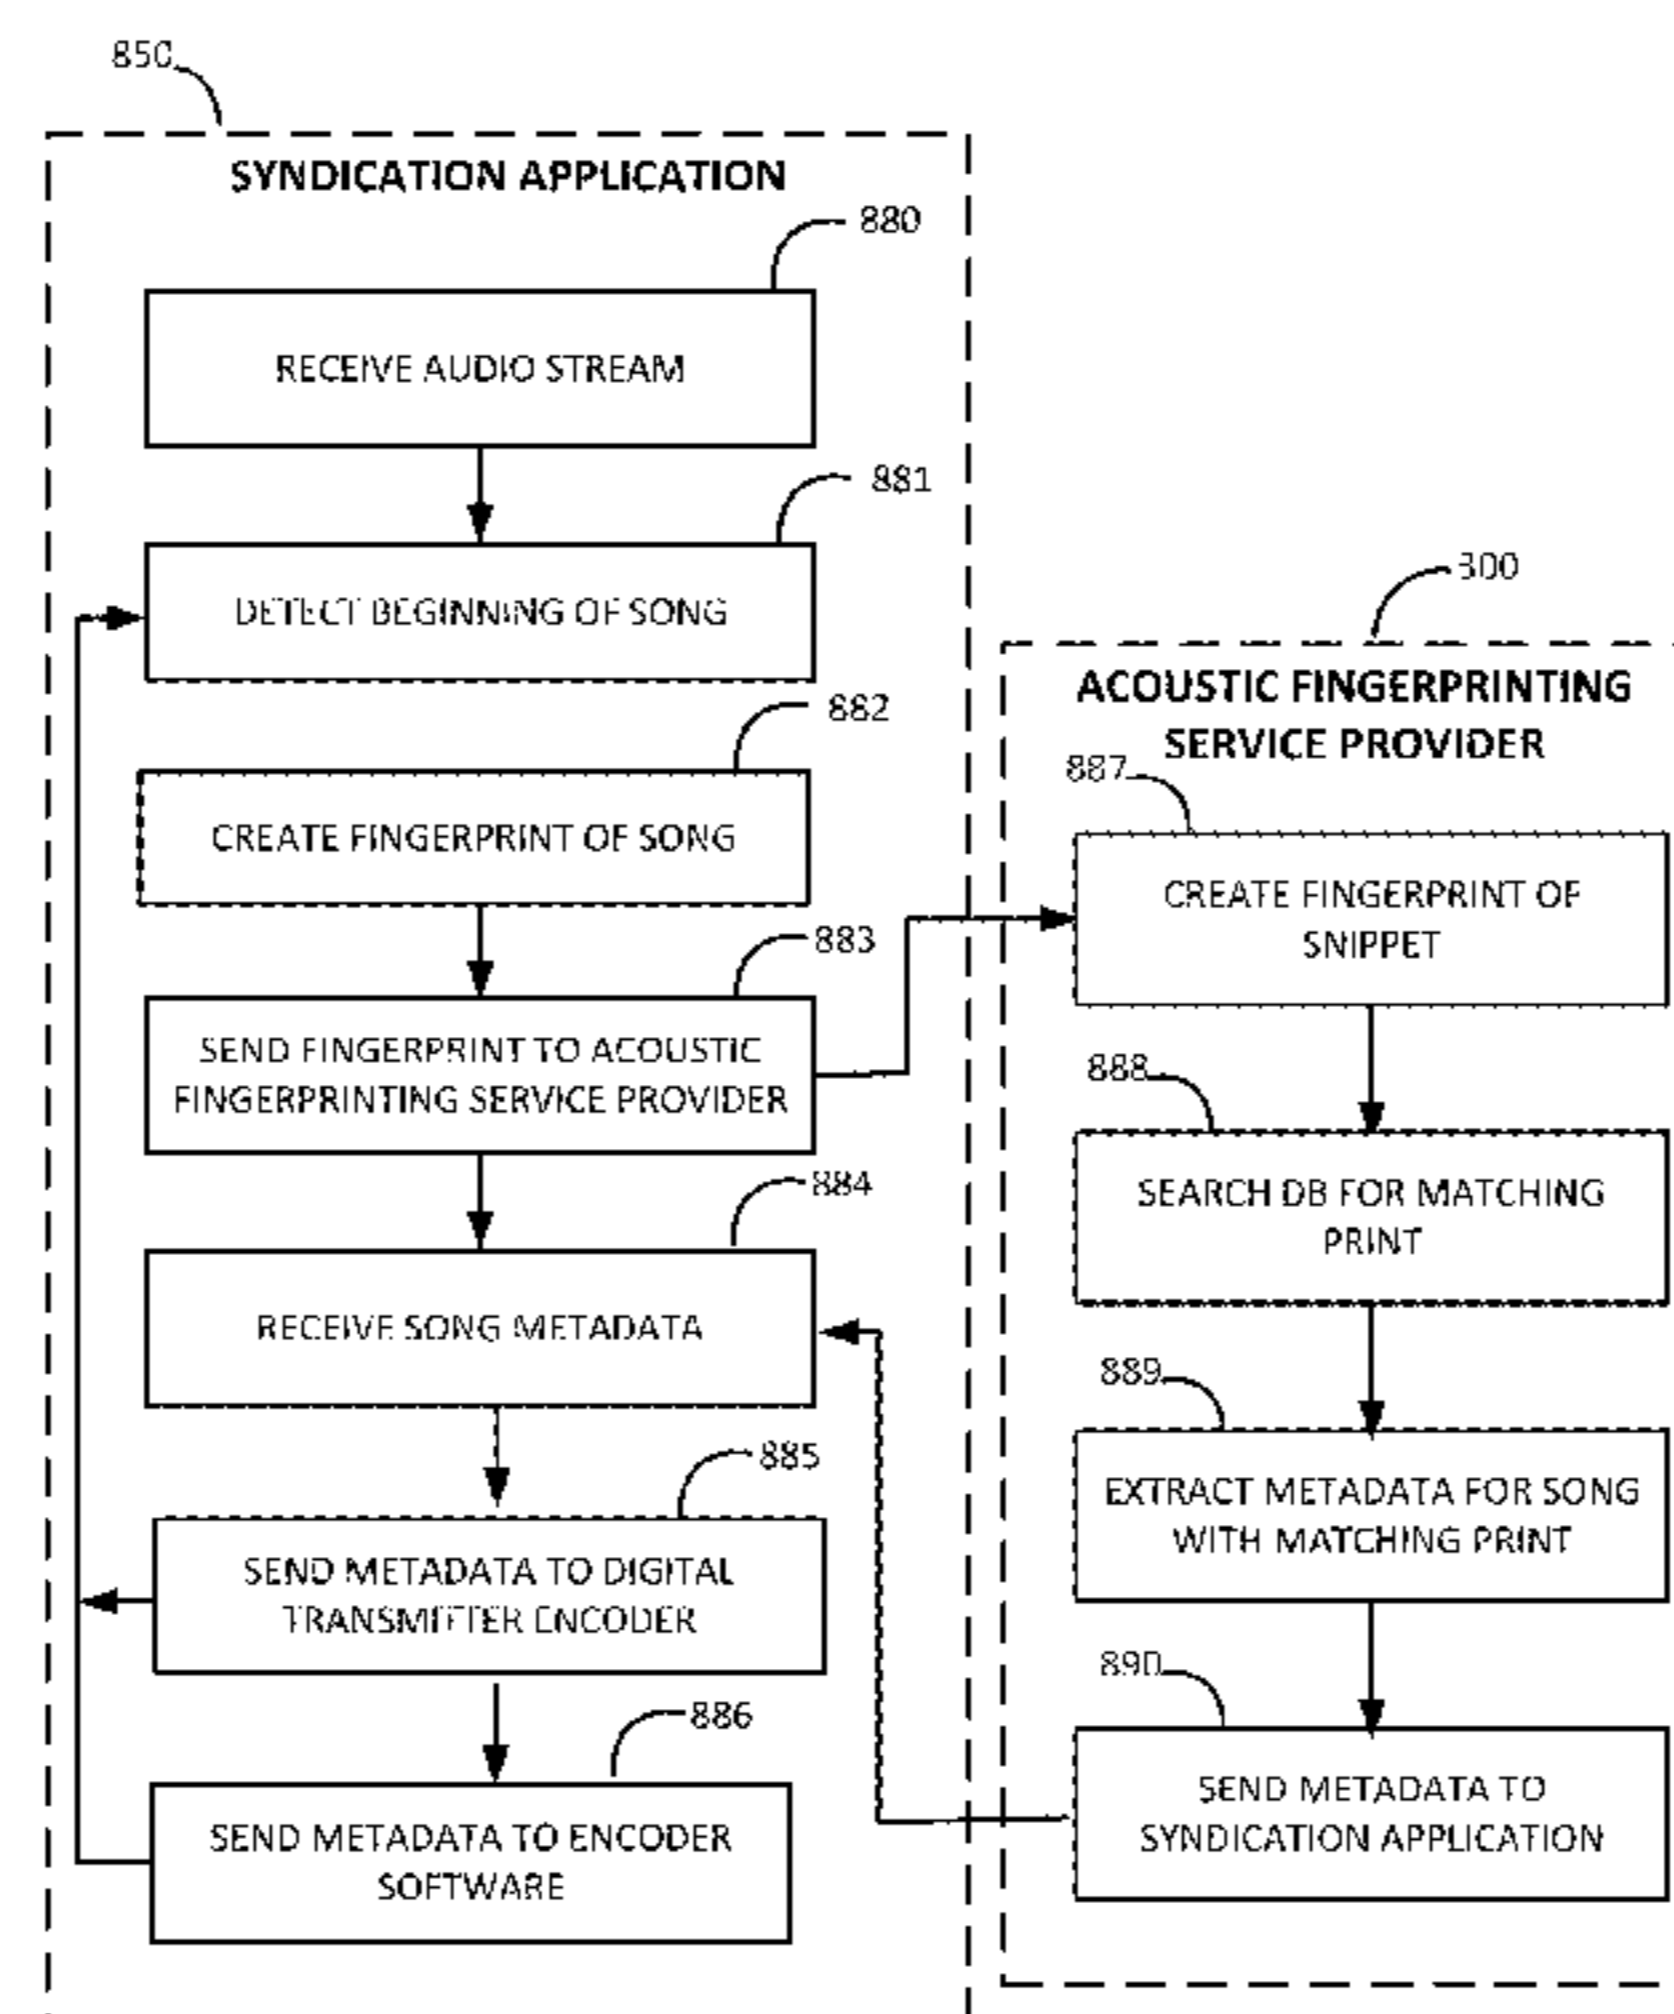 850
SYNDICATION APPLICATION
880
RECEIVE AUDIO STREAM
881
DETECT BEGINNING OF SONG
882
CREATE FINGERPRINT OF SONG
883
SEND FINGERPRINT TO ACOUSTIC
FINGERPRINTING SERVICE PROVIDER
884
RECEIVE SONG METADATA
885
SEND METADATA TO DIGITAL
TRANSMITTER ENCODER
886
SEND METADATA TO ENCODER
SOFTWARE
300
ACOUSTIC FINGERPRINTING
SERVICE PROVIDER
887
CREATE FINGERPRINT OF
SNIPPET
888
SEARCH DB FOR MATCHING
PRINT
889
EXTRACT METADATA FOR SONG
WITH MATCHING PRINT
890
SEND METADATA TO
SYNDICATION APPLICATION